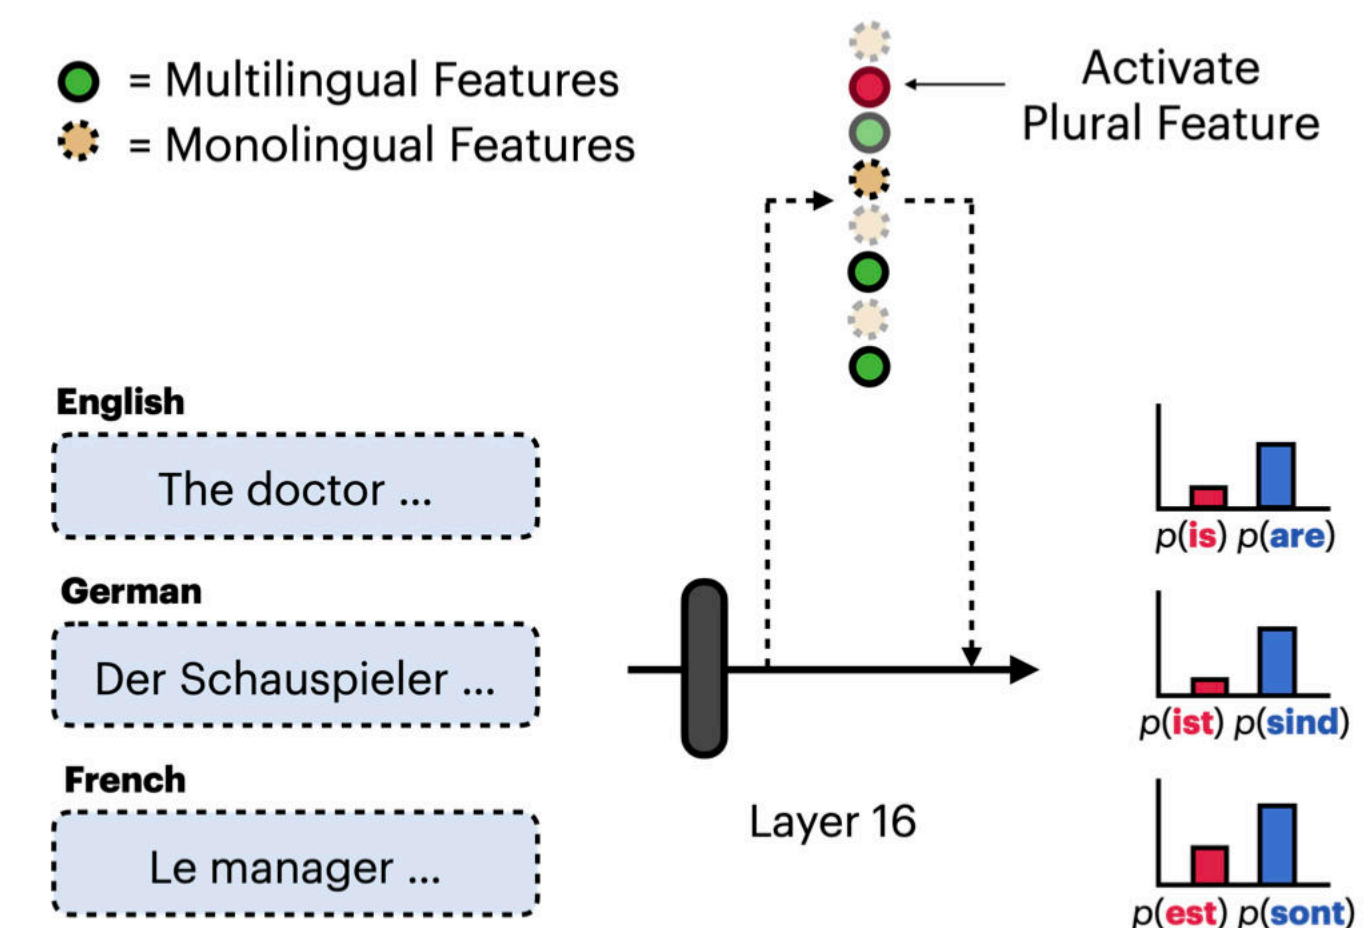 = Multilingual Features
= Monolingual Features
Activate
Plural Feature
English
The doctor ...
German
Der Schauspieler ...
French
Le manager ...
Layer 16
p(is) p(are)
p(ist) p(sind)
p(est) p(sont)